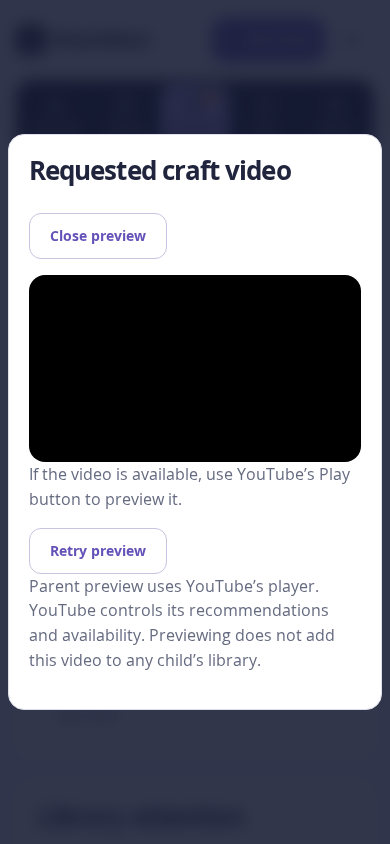 Requested craft video
Close preview
If the video is available, use YouTube’s Play
button to preview it.
Retry preview
Parent preview uses YouTube’s player.
YouTube controls its recommendations
and availability. Previewing does not add
this video to any child’s library.